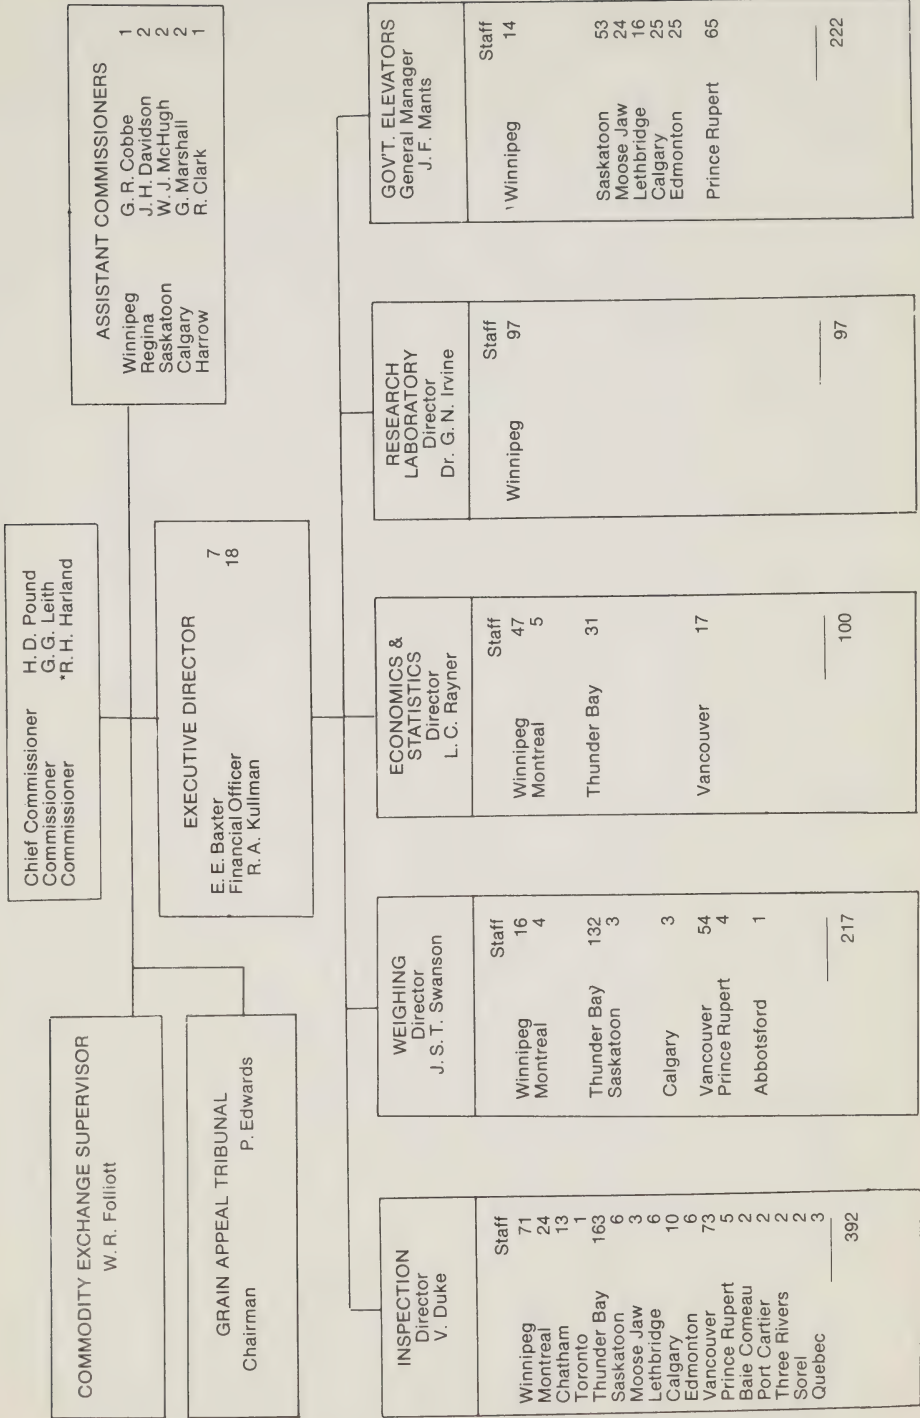 Chief Commissioner H. D. Pound
Commissioner G. G. Leith
Commissioner *R. H. Harland
COMMODITY EXCHANGE SUPERVISOR
W. R. Folliott
GRAIN APPEAL TRIBUNAL
Chairman P. Edwards
EXECUTIVE DIRECTOR
E. E. Baxter 7
Financial Officer 18
R. A. Kullman
ASSISTANT COMMISSIONERS
Winnipeg G. R. Cobbe 1
Regina J. H. Davidson 2
Saskatoon W. J. McHugh 2
Calgary G. Marshall 2
Harrow R. Clark 1
INSPECTION
Director
V. Duke
Staff
Winnipeg 71
Montreal 24
Chatham 13
Toronto 1
Thunder Bay 163
Saskatoon 6
Moose Jaw 3
Lethbridge 6
Calgary 10
Edmonton 6
Vancouver 73
Prince Rupert 5
Baie Comeau 2
Port Cartier 2
Three Rivers 2
Sorel 2
Quebec 3
392
WEIGHING
Director
J. S. T. Swanson
Staff
Winnipeg 16
Montreal 4
Thunder Bay 132
Saskatoon 3
Calgary 3
Vancouver 54
Prince Rupert 4
Abbotsford 1
217
ECONOMICS &
STATISTICS
Director
L. C. Rayner
Staff
Winnipeg 47
Montreal 5
Thunder Bay 31
Vancouver 17
100
RESEARCH
LABORATORY
Director
Dr. G. N. Irvine
Staff
Winnipeg 97
97
GOV'T. ELEVATORS
General Manager
J. F. Mants
Staff
Winnipeg 14
Saskatoon 53
Moose Jaw 24
Lethbridge 16
Calgary 25
Edmonton 25
Prince Rupert 65
222